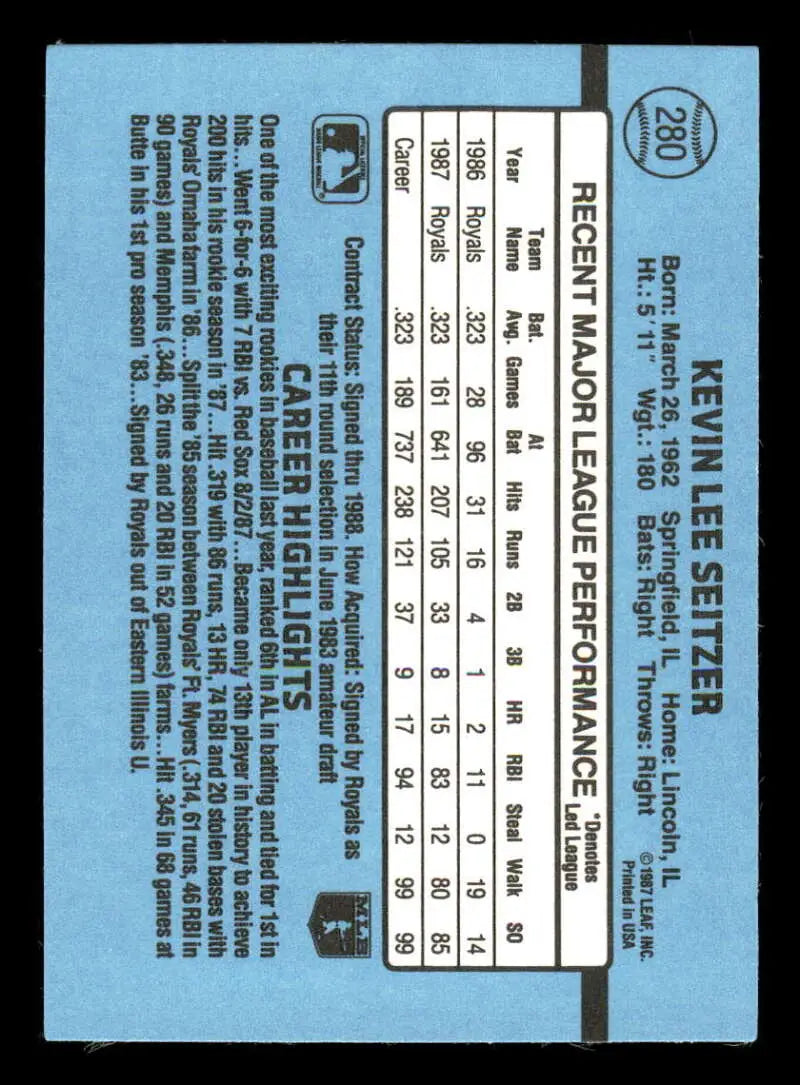 280
KEVIN LEE SEITZER
Born: March 26, 1962 Springfield, IL Home: Lincoln, IL
Ht.: 5'11" Wgt.: 180 Bats: Right Throws: Right
©1987 LEAF, INC.
Printed in USA
RECENT MAJOR LEAGUE PERFORMANCE *Denotes Led League
Year Team Name Bat. Avg. Games At Bat Hits Runs 2B 3B HR RBI Steal Walk SO
1986 Royals .323 28 96 31 16 4 1 2 11 0 19 14
1987 Royals .323 161 641 207 105 33 8 15 83 12 80 85
Career .323 189 737 238 121 37 9 17 94 12 99 99
Contract Status: Signed thru 1988. How Acquired: Signed by Royals as
their 11th round selection in June 1983 amateur draft
MLB
CAREER HIGHLIGHTS
One of the most exciting rookies in baseball last year, ranked 6th in AL in batting and tied for 1st in
hits...Went 6-for-6 with 7 RBI vs. Red Sox 8/2/87...Became only 13th player in history to achieve
200 hits in his rookie season in '87...Hit .319 with 86 runs, 13 HR, 74 RBI and 20 stolen bases with
Royals' Omaha farm in '86...Split the '85 season between Royals' Ft. Myers (.314, 61 runs, 46 RBI in
90 games) and Memphis (.348, 26 runs and 20 RBI in 52 games) farms...Hit .345 in 68 games at
Butte in his 1st pro season '83...Signed by Royals out of Eastern Illinois U.